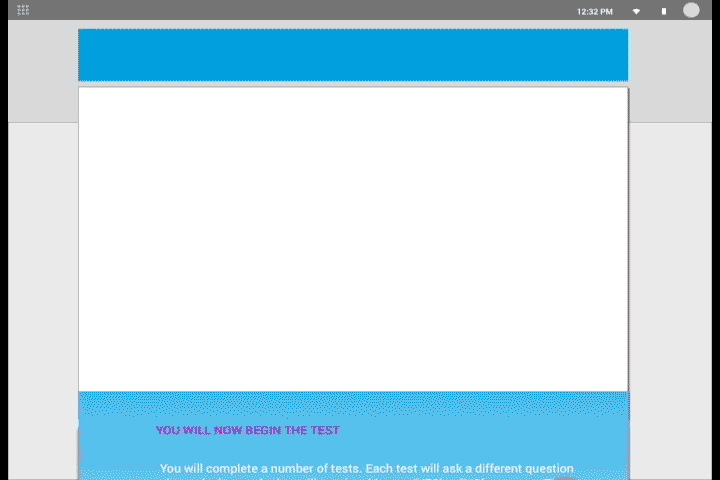 12:32 PM
YOU WILL NOW BEGIN THE TEST
You will complete a number of tests. Each test will ask a different question